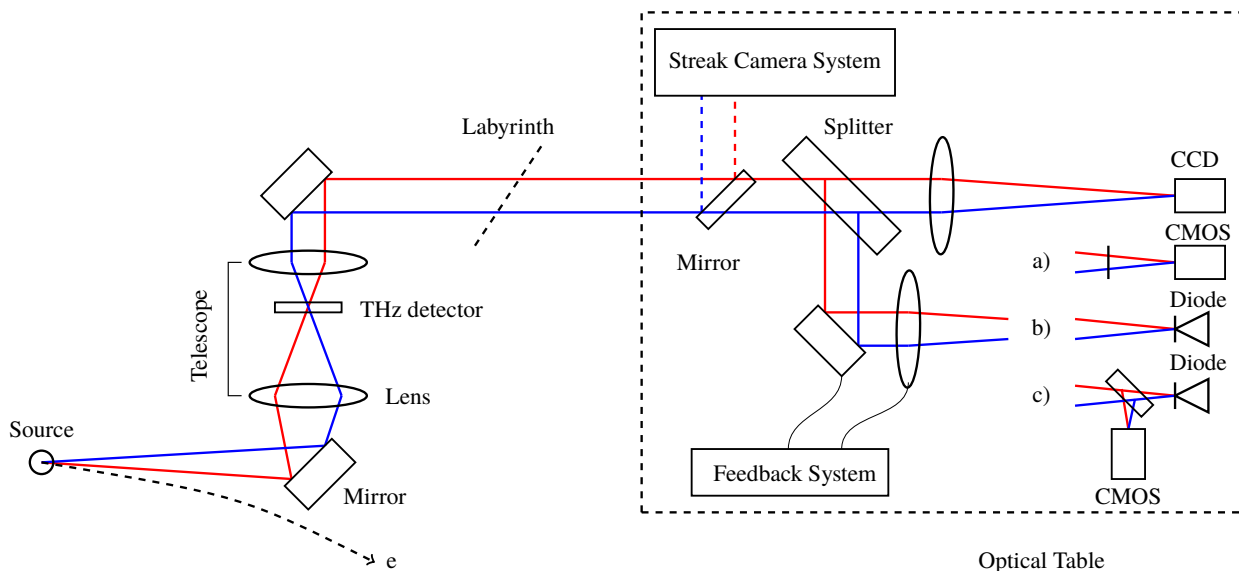 Streak Camera System
Labyrinth
Splitter
CCD
CMOS
Mirror
a)
Telescope
THz detector
Diode
b)
Diode
Lens
c)
Source
Feedback System
Mirror
CMOS
e
Optical Table